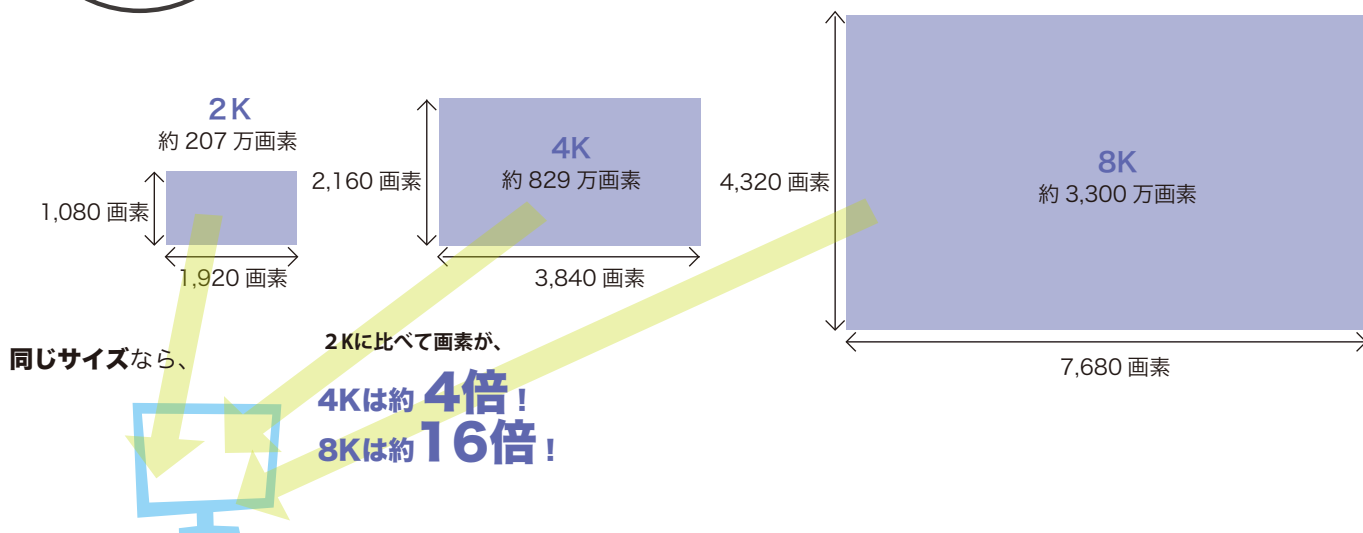 2K
約 207 万画素
1,080 画素
1,920 画素
4K
約 829 万画素
2,160 画素
3,840 画素
8K
約 3,300 万画素
4,320 画素
7,680 画素
同じサイズなら、
2Kに比べて画素が、
4Kは約4倍！
8Kは約16倍！